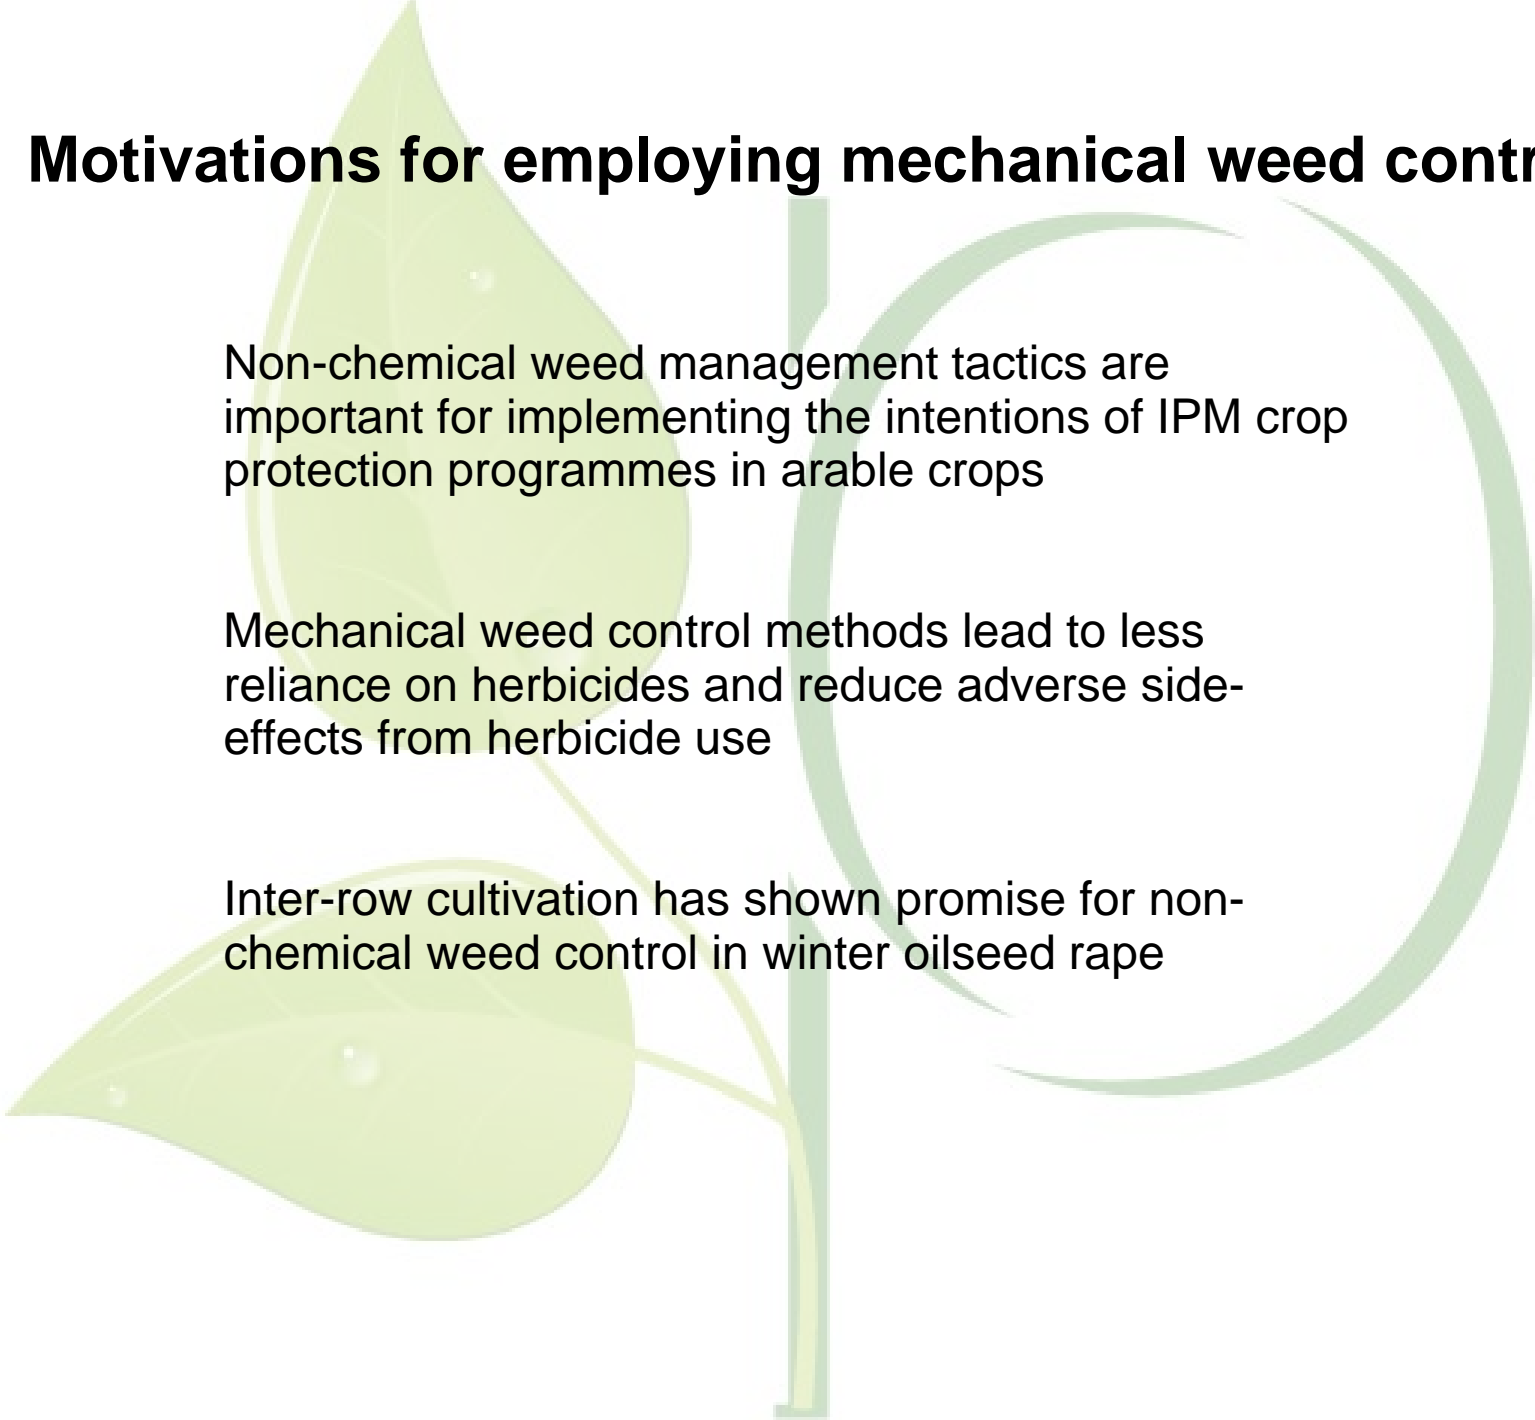 Motivations for employing mechanical weed contr
Non-chemical weed management tactics are
important for implementing the intentions of IPM crop
protection programmes in arable crops
Mechanical weed control methods lead to less
reliance on herbicides and reduce adverse side-
effects from herbicide use
Inter-row cultivation has shown promise for non-
chemical weed control in winter oilseed rape